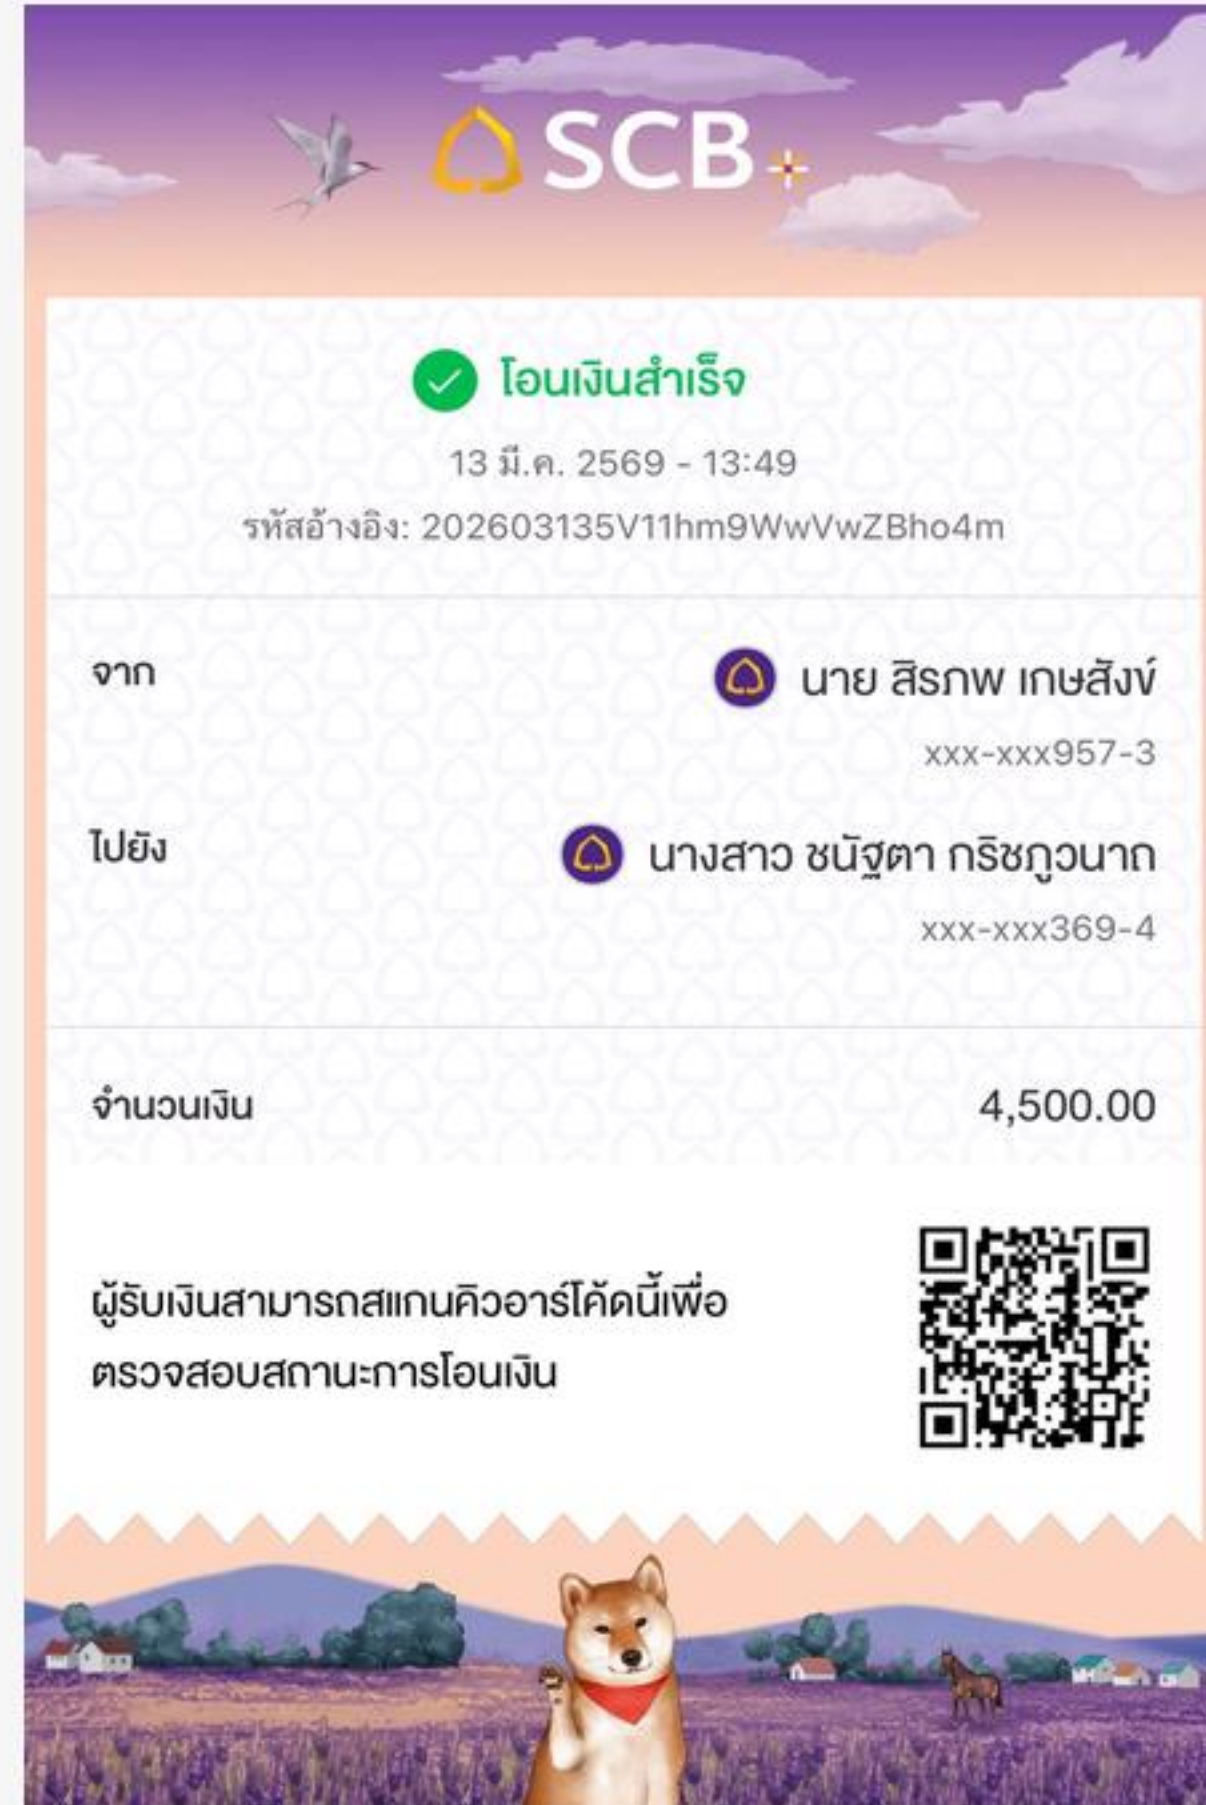 SCB
โอนเงินสำเร็จ
13 มี.ค. 2569 - 13:49
รหัสอ้างอิง: 202603135V11hm9WwVwZBho4m
จาก
นาย สิรภพ เกษสังข์
xxx-xxx957-3
ไปยัง
นางสาว ชนัฐตา กริชภูวนาถ
xxx-xxx369-4
จำนวนเงิน
4,500.00
ผู้รับเงินสามารถสแกนคิวอาร์โค้ดนี้เพื่อ
ตรวจสอบสถานะการโอนเงิน